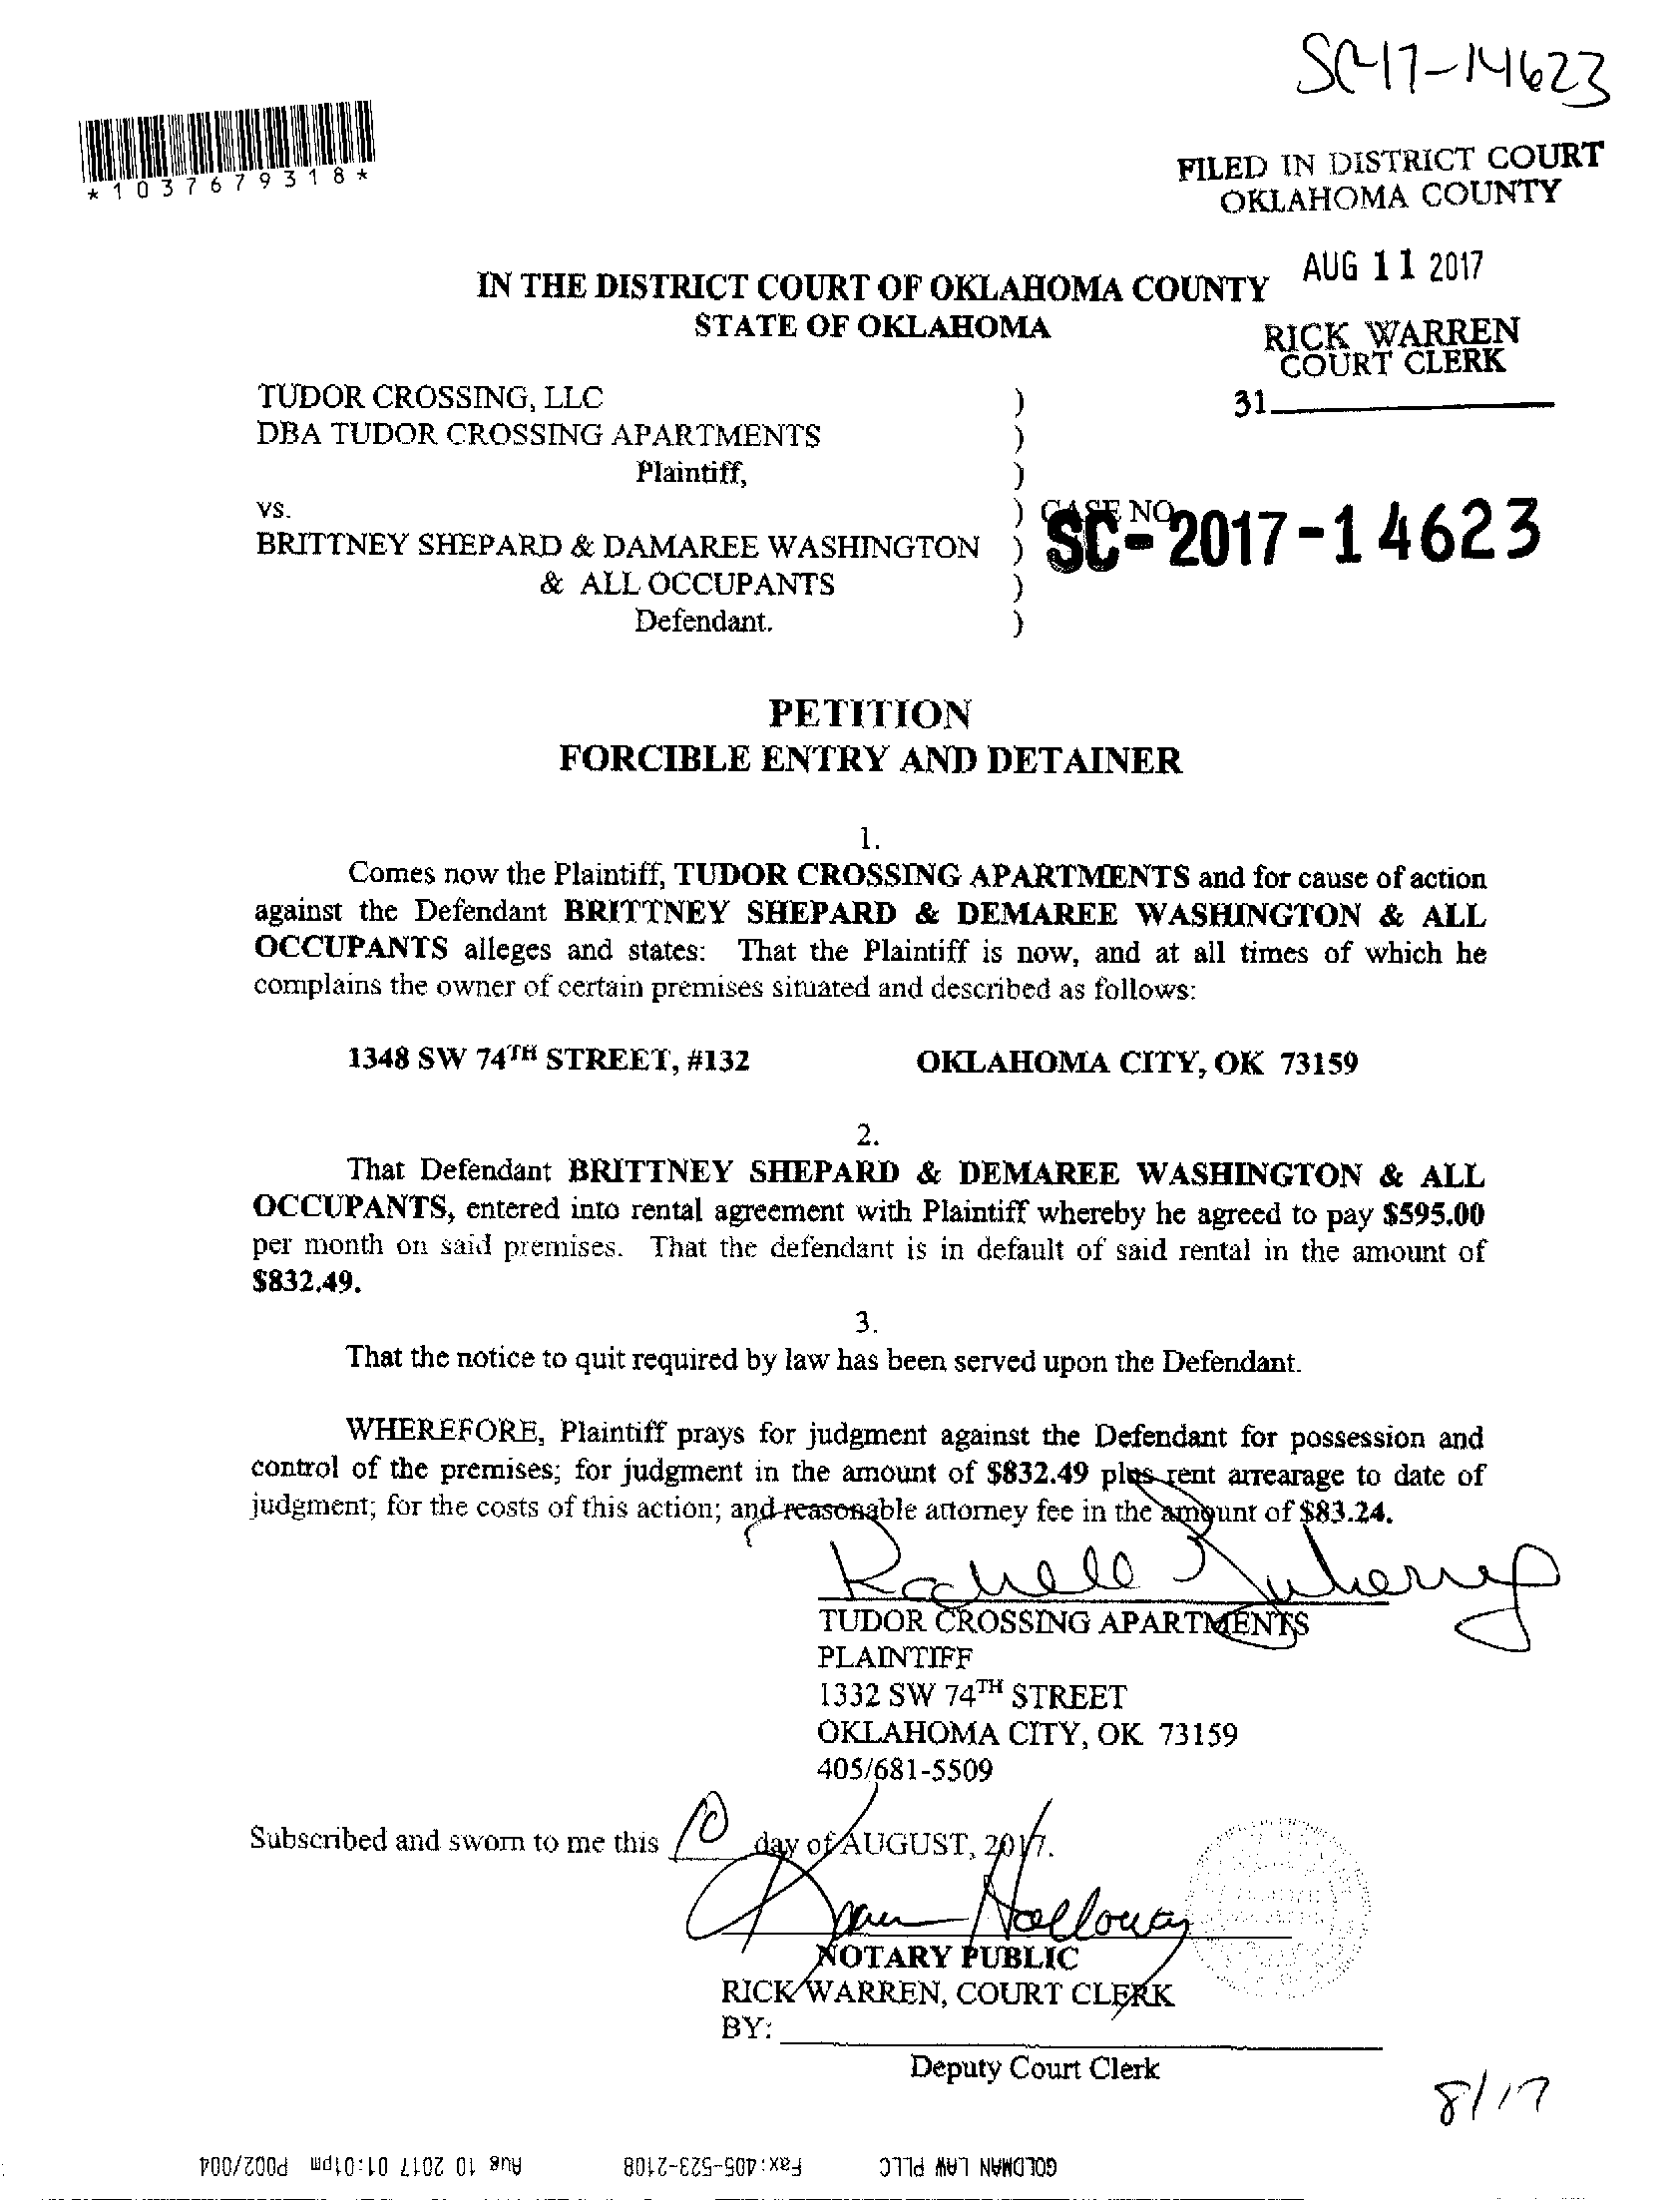 SC-17-14623
*1037679318*
FILED IN DISTRICT COURT
OKLAHOMA COUNTY
AUG 11 2017
IN THE DISTRICT COURT OF OKLAHOMA COUNTY
STATE OF OKLAHOMA
RICK WARREN
COURT CLERK
31
TUDOR CROSSING, LLC )
DBA TUDOR CROSSING APARTMENTS )
Plaintiff, )
vs. ) CASE NO
SC-2017-14623
BRITTNEY SHEPARD & DAMAREE WASHINGTON )
& ALL OCCUPANTS )
Defendant. )
PETITION
FORCIBLE ENTRY AND DETAINER
1.
Comes now the Plaintiff, TUDOR CROSSING APARTMENTS and for cause of action
against the Defendant BRITTNEY SHEPARD & DEMAREE WASHINGTON & ALL
OCCUPANTS alleges and states: That the Plaintiff is now, and at all times of which he
complains the owner of certain premises situated and described as follows:
1348 SW 74TH STREET, #132 OKLAHOMA CITY, OK 73159
2.
That Defendant BRITTNEY SHEPARD & DEMAREE WASHINGTON & ALL
OCCUPANTS, entered into rental agreement with Plaintiff whereby he agreed to pay $595.00
per month on said premises. That the defendant is in default of said rental in the amount of
$832.49.
3.
That the notice to quit required by law has been served upon the Defendant.
WHEREFORE, Plaintiff prays for judgment against the Defendant for possession and
control of the premises; for judgment in the amount of $832.49 plus rent arrearage to date of
judgment; for the costs of this action; and reasonable attorney fee in the amount of $83.24.
TUDOR CROSSING APARTMENTS
PLAINTIFF
1332 SW 74TH STREET
OKLAHOMA CITY, OK 73159
405/681-5509
Subscribed and sworn to me this 10 day of AUGUST, 2017.
Holloway
NOTARY PUBLIC
RICK WARREN, COURT CLERK
BY:
Deputy Court Clerk
8/17
GOLDMAN LAW PLLC Fax:405-523-2108 Aug 10 2017 01:01pm P002/004